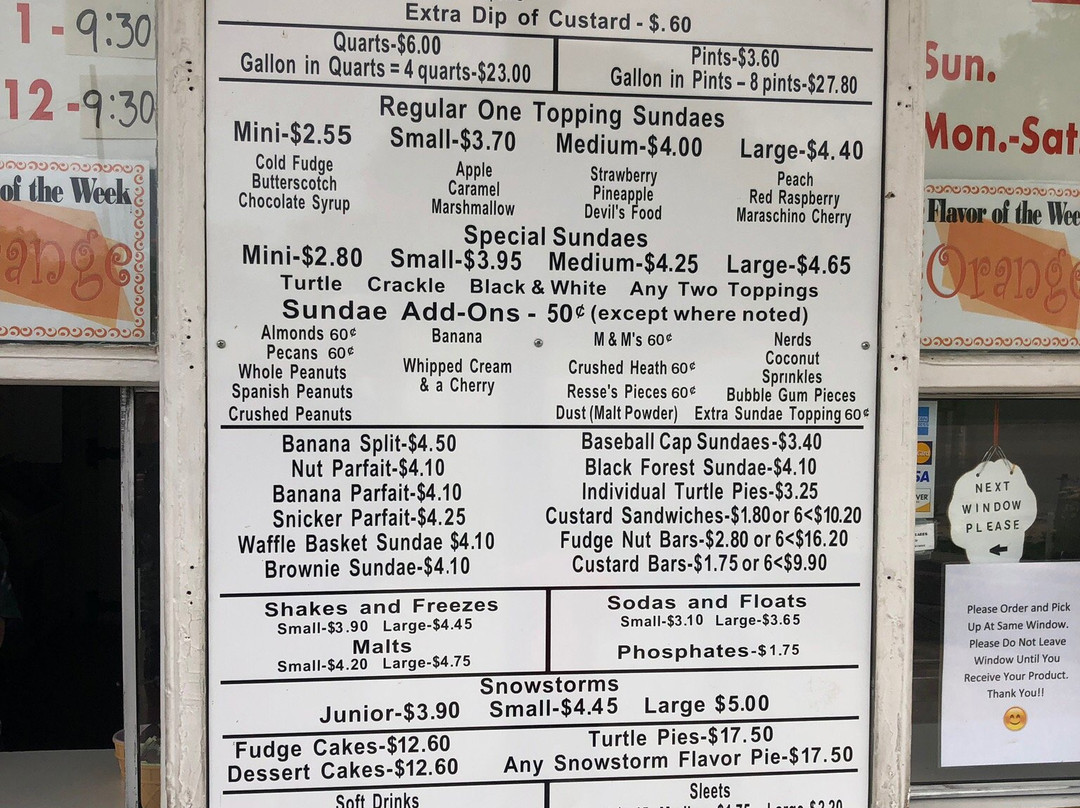 1 - 9:30
12 - 9:30
of the Week
ange
Extra Dip of Custard - $.60
Quarts-$6.00
Gallon in Quarts = 4 quarts-$23.00
Pints-$3.60
Gallon in Pints – 8 pints-$27.80
Regular One Topping Sundaes
Mini-$2.55 Small-$3.70 Medium-$4.00 Large-$4.40
Cold Fudge
Butterscotch
Chocolate Syrup
Apple
Caramel
Marshmallow
Strawberry
Pineapple
Devil's Food
Peach
Red Raspberry
Maraschino Cherry
Special Sundaes
Mini-$2.80 Small-$3.95 Medium-$4.25 Large-$4.65
Turtle Crackle Black & White Any Two Toppings
Sundae Add-Ons - 50¢ (except where noted)
Almonds 60¢
Pecans 60¢
Whole Peanuts
Spanish Peanuts
Crushed Peanuts
Banana
Whipped Cream
& a Cherry
M & M's 60¢
Crushed Heath 60¢
Resse's Pieces 60¢
Dust (Malt Powder)
Nerds
Coconut
Sprinkles
Bubble Gum Pieces
Extra Sundae Topping 60¢
Banana Split-$4.50
Nut Parfait-$4.10
Banana Parfait-$4.10
Snicker Parfait-$4.25
Waffle Basket Sundae $4.10
Brownie Sundae-$4.10
Baseball Cap Sundaes-$3.40
Black Forest Sundae-$4.10
Individual Turtle Pies-$3.25
Custard Sandwiches-$1.80 or 6<$10.20
Fudge Nut Bars-$2.80 or 6<$16.20
Custard Bars-$1.75 or 6<$9.90
Shakes and Freezes
Small-$3.90 Large-$4.45
Malts
Small-$4.20 Large-$4.75
Sodas and Floats
Small-$3.10 Large-$3.65
Phosphates-$1.75
Snowstorms
Junior-$3.90 Small-$4.45 Large $5.00
Fudge Cakes-$12.60
Dessert Cakes-$12.60
Turtle Pies-$17.50
Any Snowstorm Flavor Pie-$17.50
Soft Drinks
Sleets
Sun.
Mon.-Sat.
Flavor of the Wee
Orange
NEXT
WINDOW
PLEASE
Please Order and Pick
Up At Same Window.
Please Do Not Leave
Window Until You
Receive Your Product.
Thank You!!